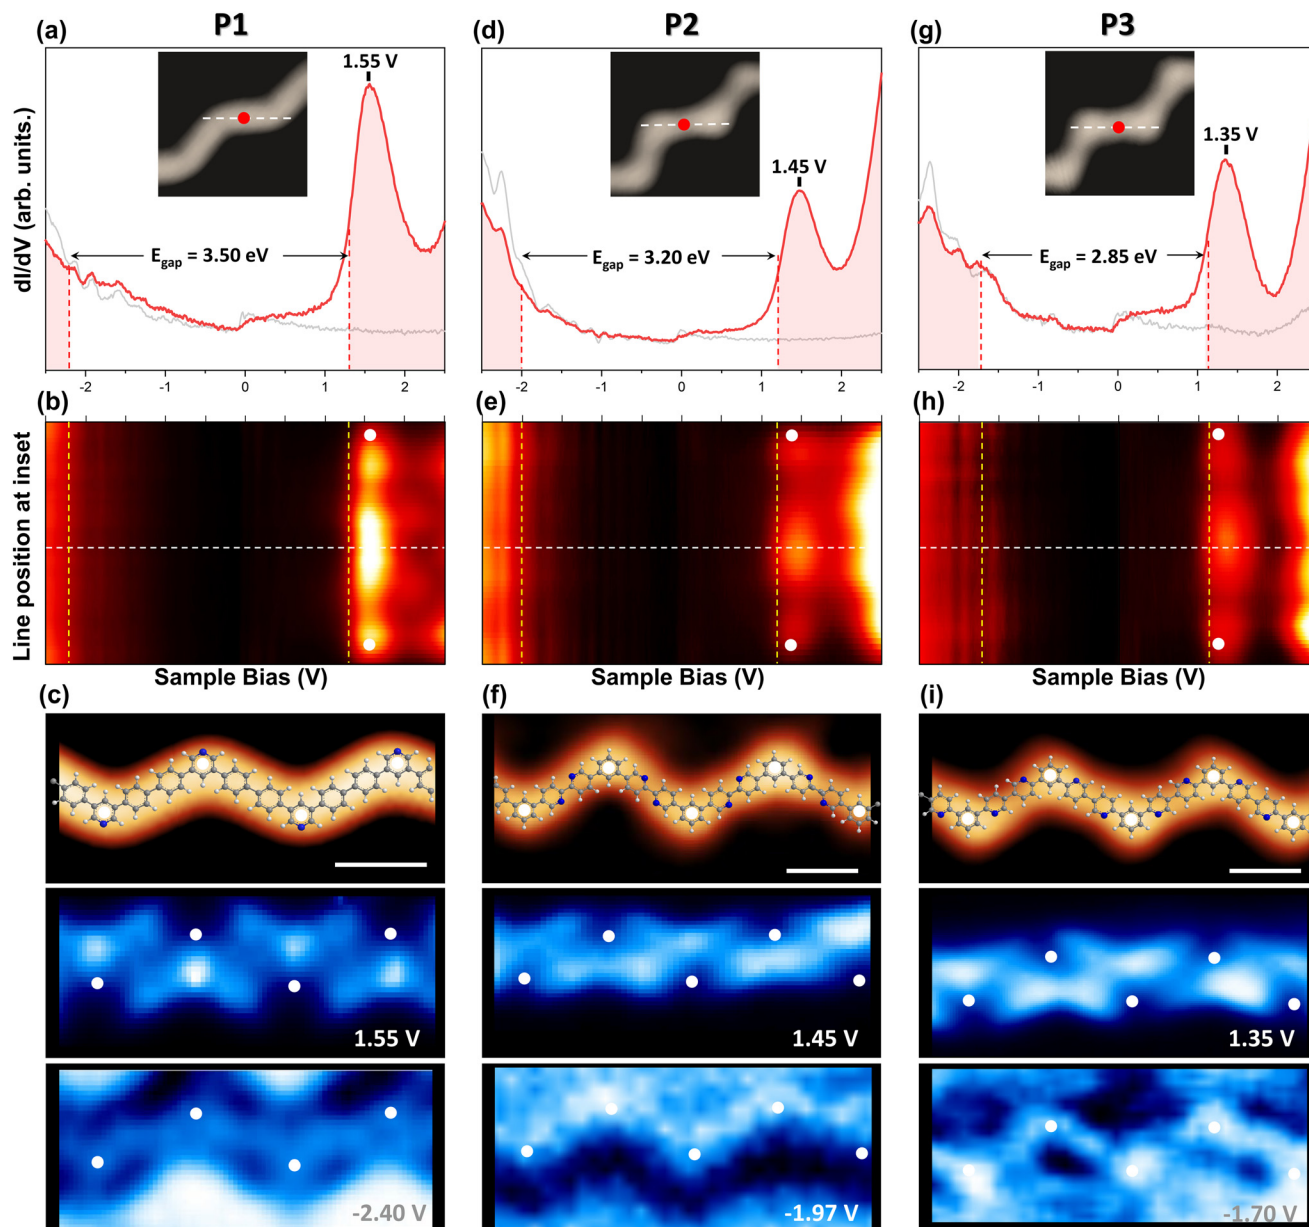 P1
P2
P3
(a)
(d)
(g)
1.55 V
1.45 V
1.35 V
E_gap = 3.50 eV
E_gap = 3.20 eV
E_gap = 2.85 eV
dI/dV (arb. units.)
-2 -1 0 1 2
-2 -1 0 1 2
-2 -1 0 1 2
(b)
(e)
(h)
Line position at inset
Sample Bias (V)
Sample Bias (V)
Sample Bias (V)
(c)
(f)
(i)
1.55 V
1.45 V
1.35 V
-2.40 V
-1.97 V
-1.70 V